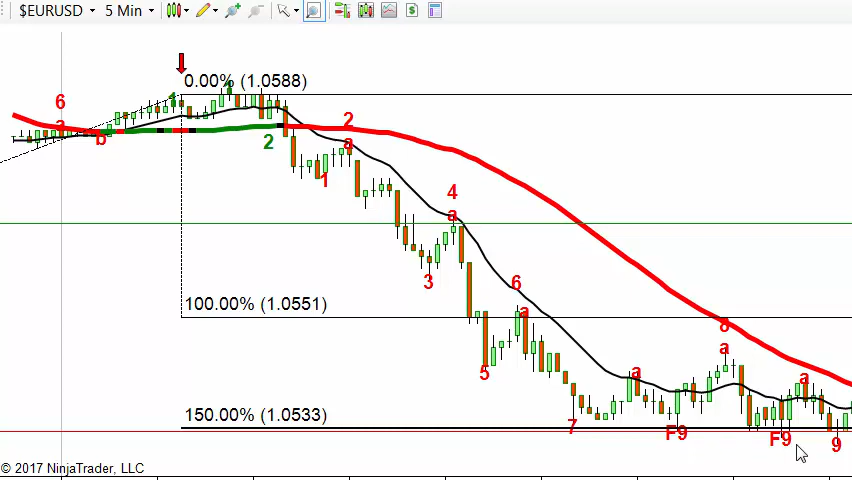 $EURUSD 5 Min
0.00% (1.0588)
6
a
b
1
2
2
a
1
4
a
3
6
a
100.00% (1.0551)
5
8
a
a
a
150.00% (1.0533)
7
F9
F9
9
© 2017 NinjaTrader, LLC